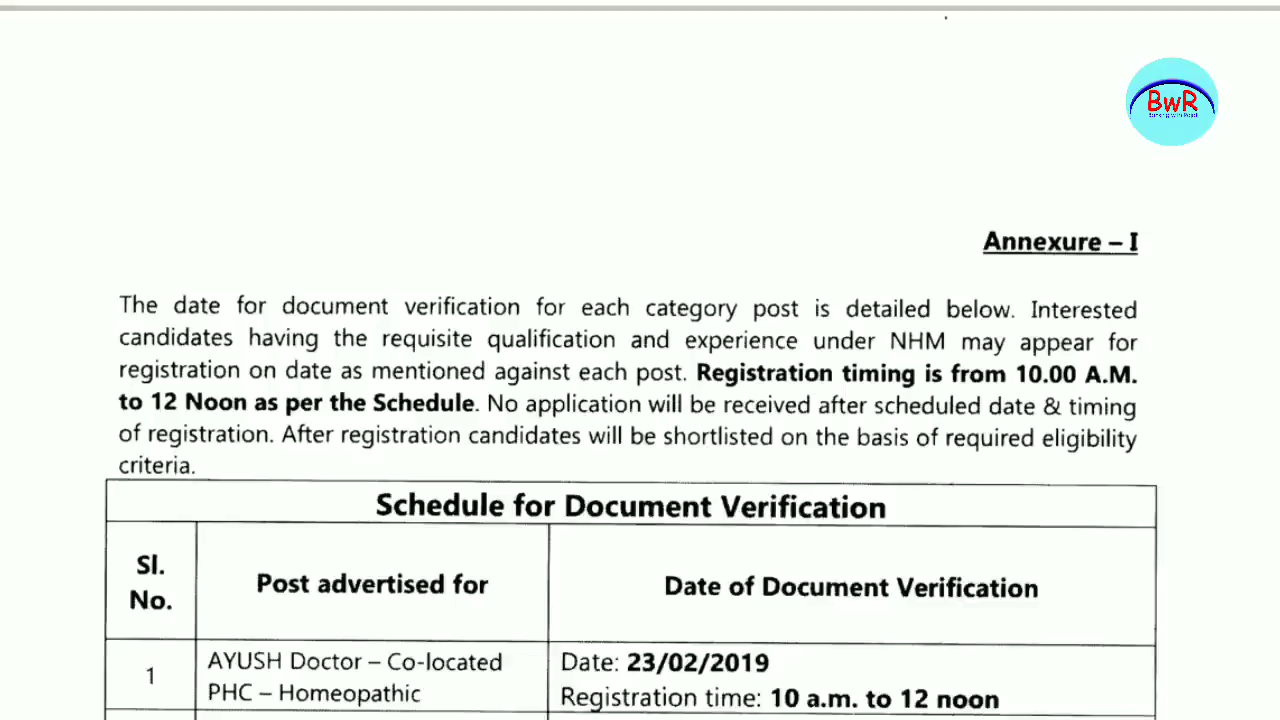 BwR
Annexure – I
The date for document verification for each category post is detailed below. Interested
candidates having the requisite qualification and experience under NHM may appear for
registration on date as mentioned against each post. Registration timing is from 10.00 A.M.
to 12 Noon as per the Schedule. No application will be received after scheduled date & timing
of registration. After registration candidates will be shortlisted on the basis of required eligibility
criteria.
Schedule for Document Verification
Sl.
No.
Post advertised for
Date of Document Verification
1
AYUSH Doctor – Co-located
PHC – Homeopathic
Date: 23/02/2019
Registration time: 10 a.m. to 12 noon